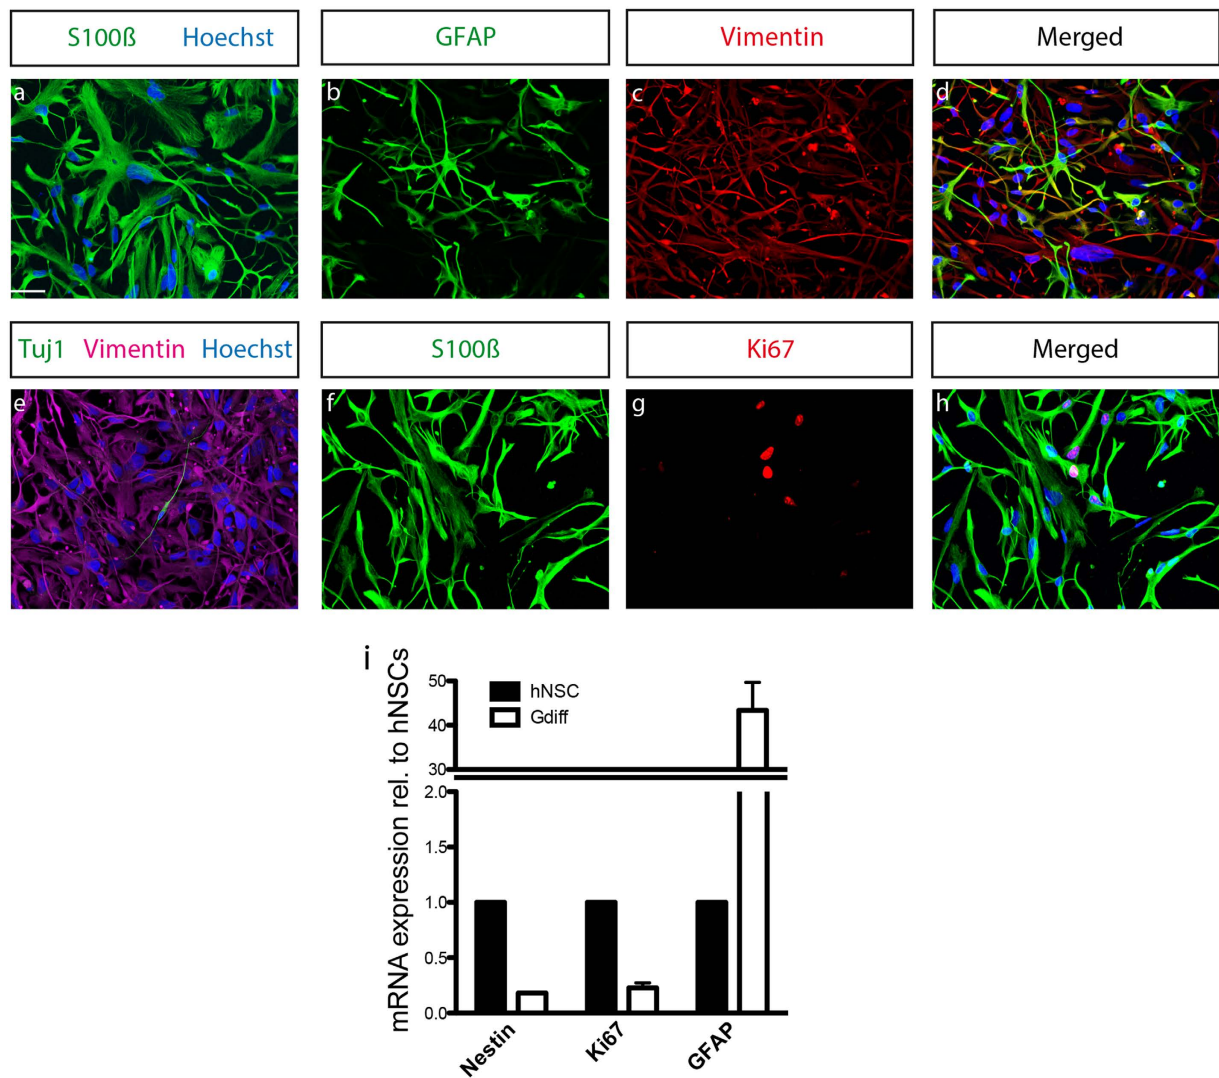 S100ß Hoechst
GFAP
Vimentin
Merged
a
b
c
d
Tuj1 Vimentin Hoechst
S100ß
Ki67
Merged
e
f
g
h
i
mRNA expression rel. to hNSCs
50
40
30
2.0
1.5
1.0
0.5
0.0
hNSC
Gdiff
Nestin
Ki67
GFAP